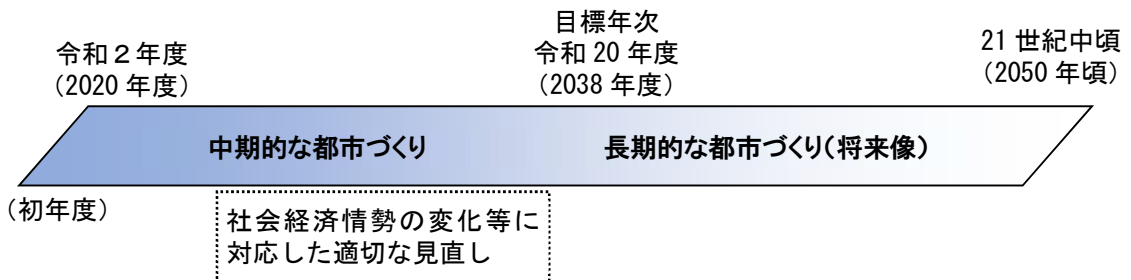 令和２年度
(2020 年度)
目標年次
令和 20 年度
(2038 年度)
21 世紀中頃
(2050 年頃)
中期的な都市づくり
長期的な都市づくり(将来像)
(初年度)
社会経済情勢の変化等に
対応した適切な見直し